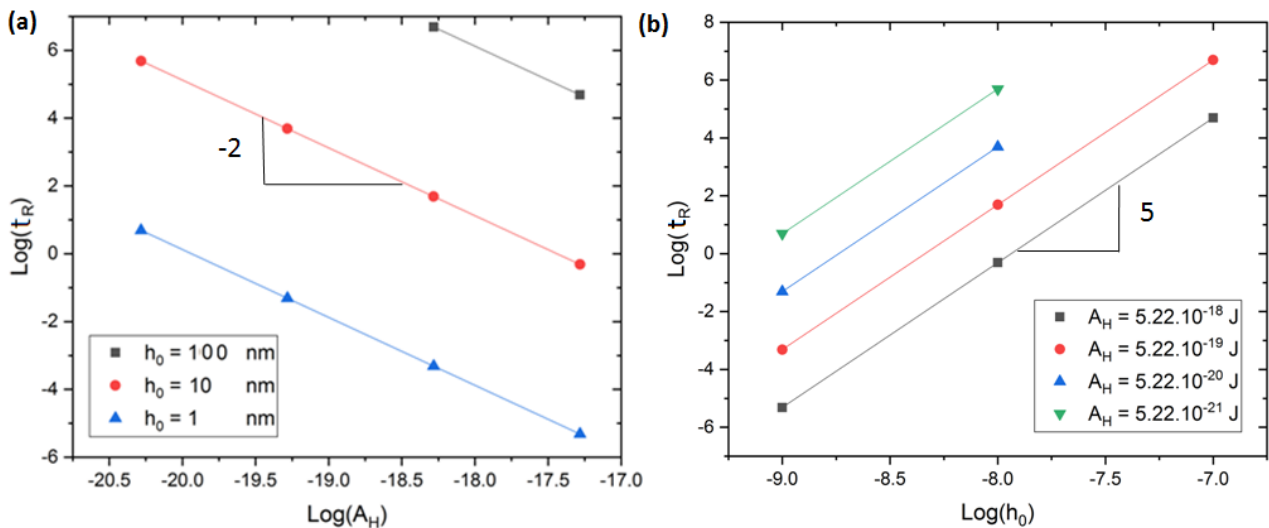 (a)
6
4
2
0
-2
-4
-6
Log(tR)
-2
h0 = 100 nm
h0 = 10 nm
h0 = 1 nm
-20.5 -20.0 -19.5 -19.0 -18.5 -18.0 -17.5 -17.0
Log(AH)
(b)
8
6
4
2
0
-2
-4
-6
Log(tR)
5
AH = 5.22.10-18 J
AH = 5.22.10-19 J
AH = 5.22.10-20 J
AH = 5.22.10-21 J
-9.0 -8.5 -8.0 -7.5 -7.0
Log(h0)